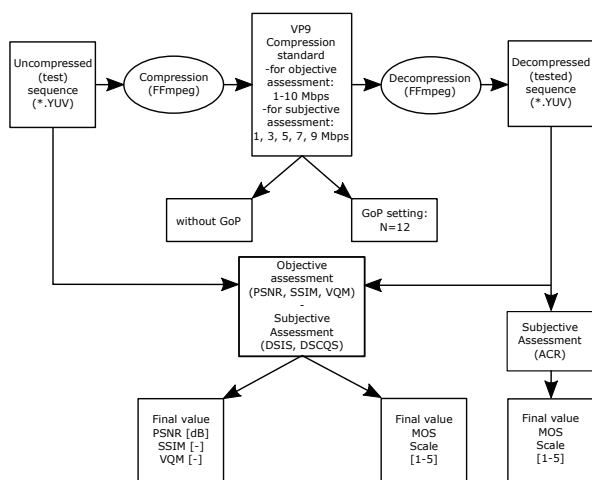 Uncompressed
(test)
sequence
(*.YUV)
Compression
(FFmpeg)
VP9
Compression
standard
-for objective
assessment:
1-10 Mbps
-for subjective
assessment:
1, 3, 5, 7, 9 Mbps
Decompression
(FFmpeg)
Decompressed
(tested)
sequence
(*.YUV)
without GoP
GoP setting:
N=12
Objective
assessment
(PSNR, SSIM, VQM)
-
Subjective
Assessment
(DSIS, DSCQS)
Subjective
Assessment
(ACR)
Final value
PSNR [dB]
SSIM [-]
VQM [-]
Final value
MOS
Scale
[1-5]
Final value
MOS
Scale
[1-5]